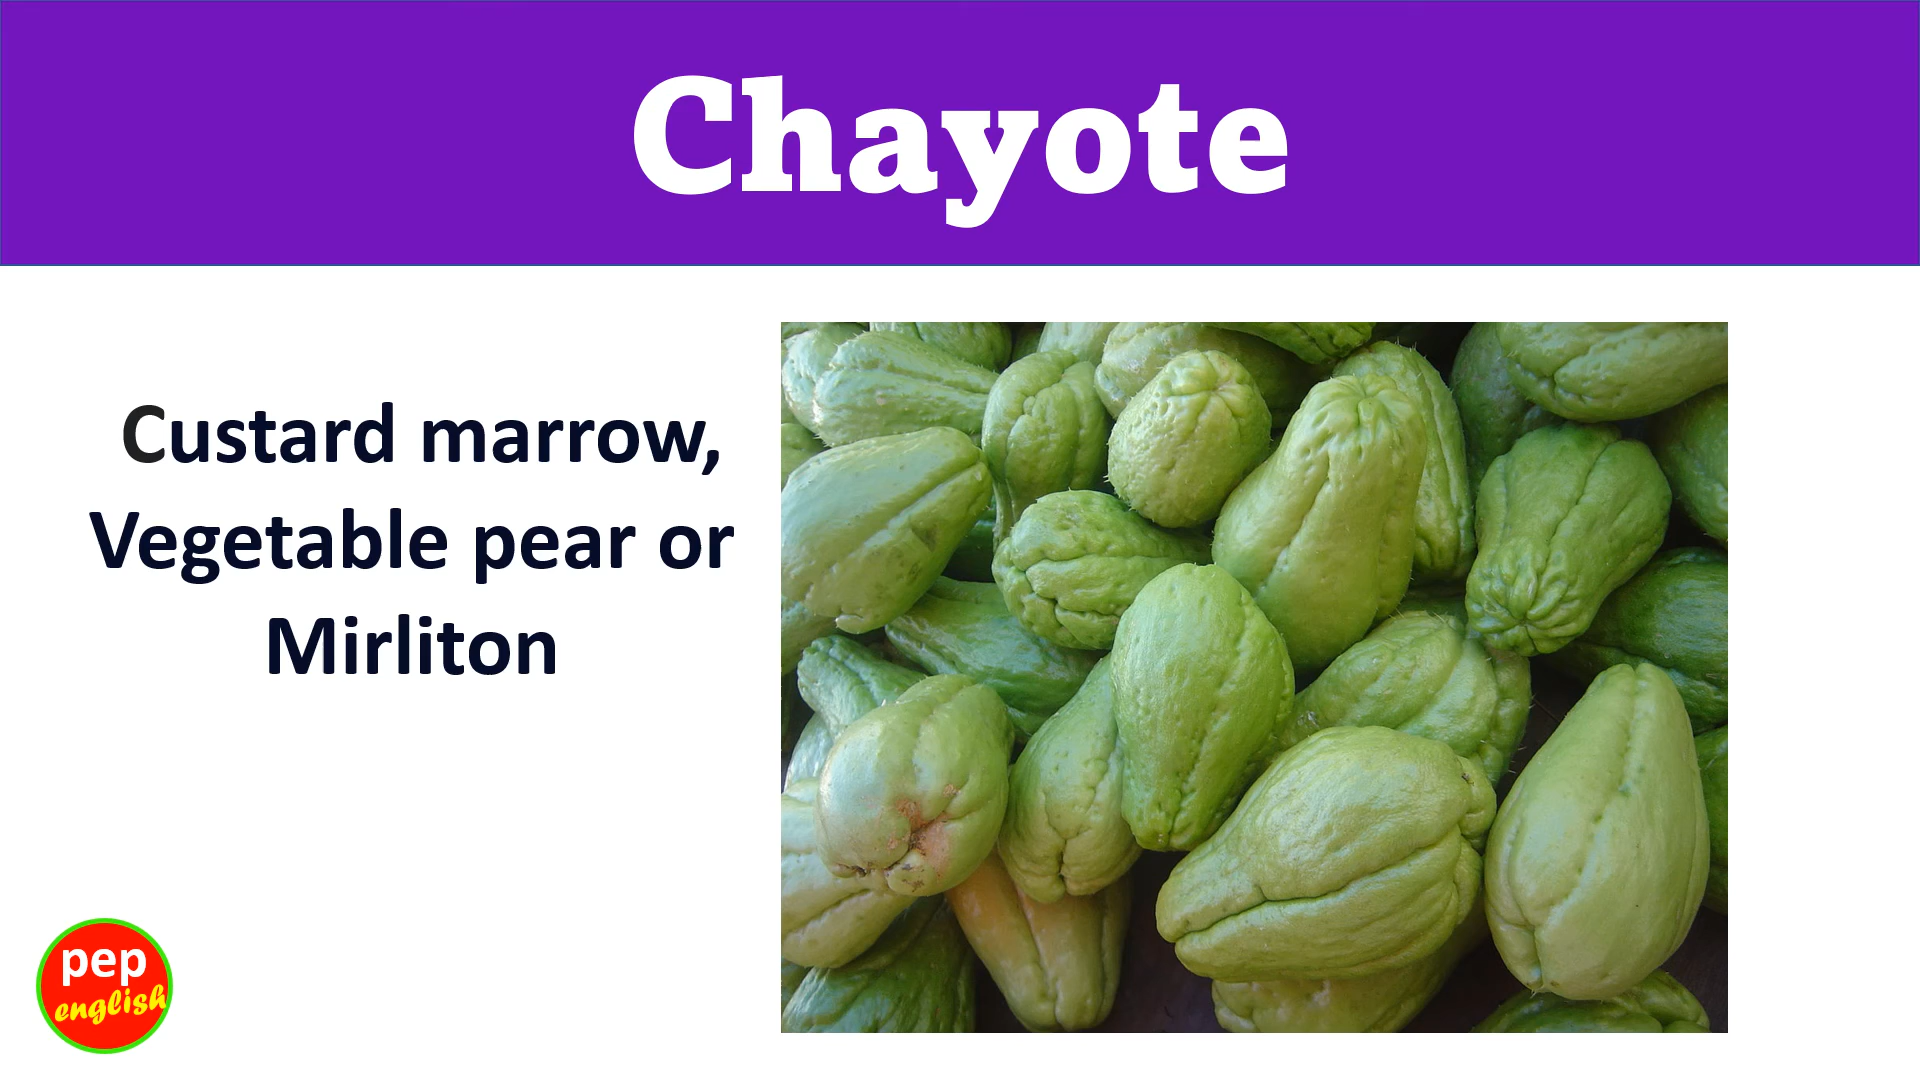 Chayote
Custard marrow,
Vegetable pear or
Mirliton
pep
english